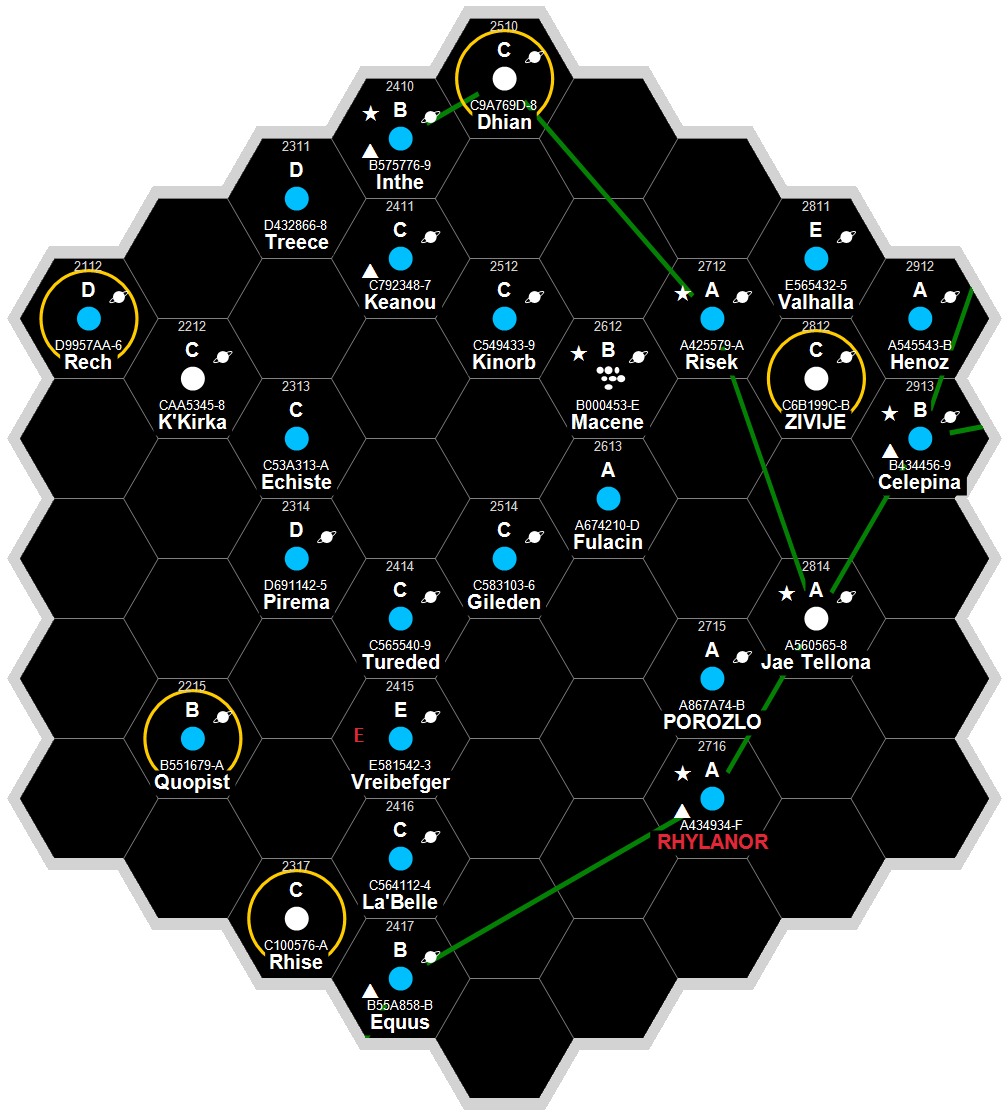 2510
C
C9A769D-8
Dhian
2410
B
B575776-9
Inthe
2311
D
D432866-8
Treece
2411
C
C792348-7
Keanou
2811
E
E565432-5
Valhalla
2112
D
D9957AA-6
Rech
2512
C
C549433-9
Kinorb
2712
A
A425579-A
Risek
2912
A
A545543-B
Henoz
2212
C
CAA5345-8
K'Kirka
2612
B
B000453-E
Macene
2812
C
C6B199C-B
ZIVIJE
2313
C
C53A313-A
Echiste
2913
B
B434456-9
Celepina
2613
A
A674210-D
Fulacin
2314
D
D691142-5
Pirema
2514
C
C583103-6
Gileden
2414
C
C565540-9
Tureded
2814
A
A560565-8
Jae Tellona
2715
A
A867A74-B
POROZLO
2215
B
B551679-A
Quopist
2415
E
E
E581542-3
Vreibefger
2716
A
A434934-F
RHYLANOR
2416
C
C564112-4
La'Belle
2317
C
C100576-A
Rhise
2417
B
B55A858-B
Equus